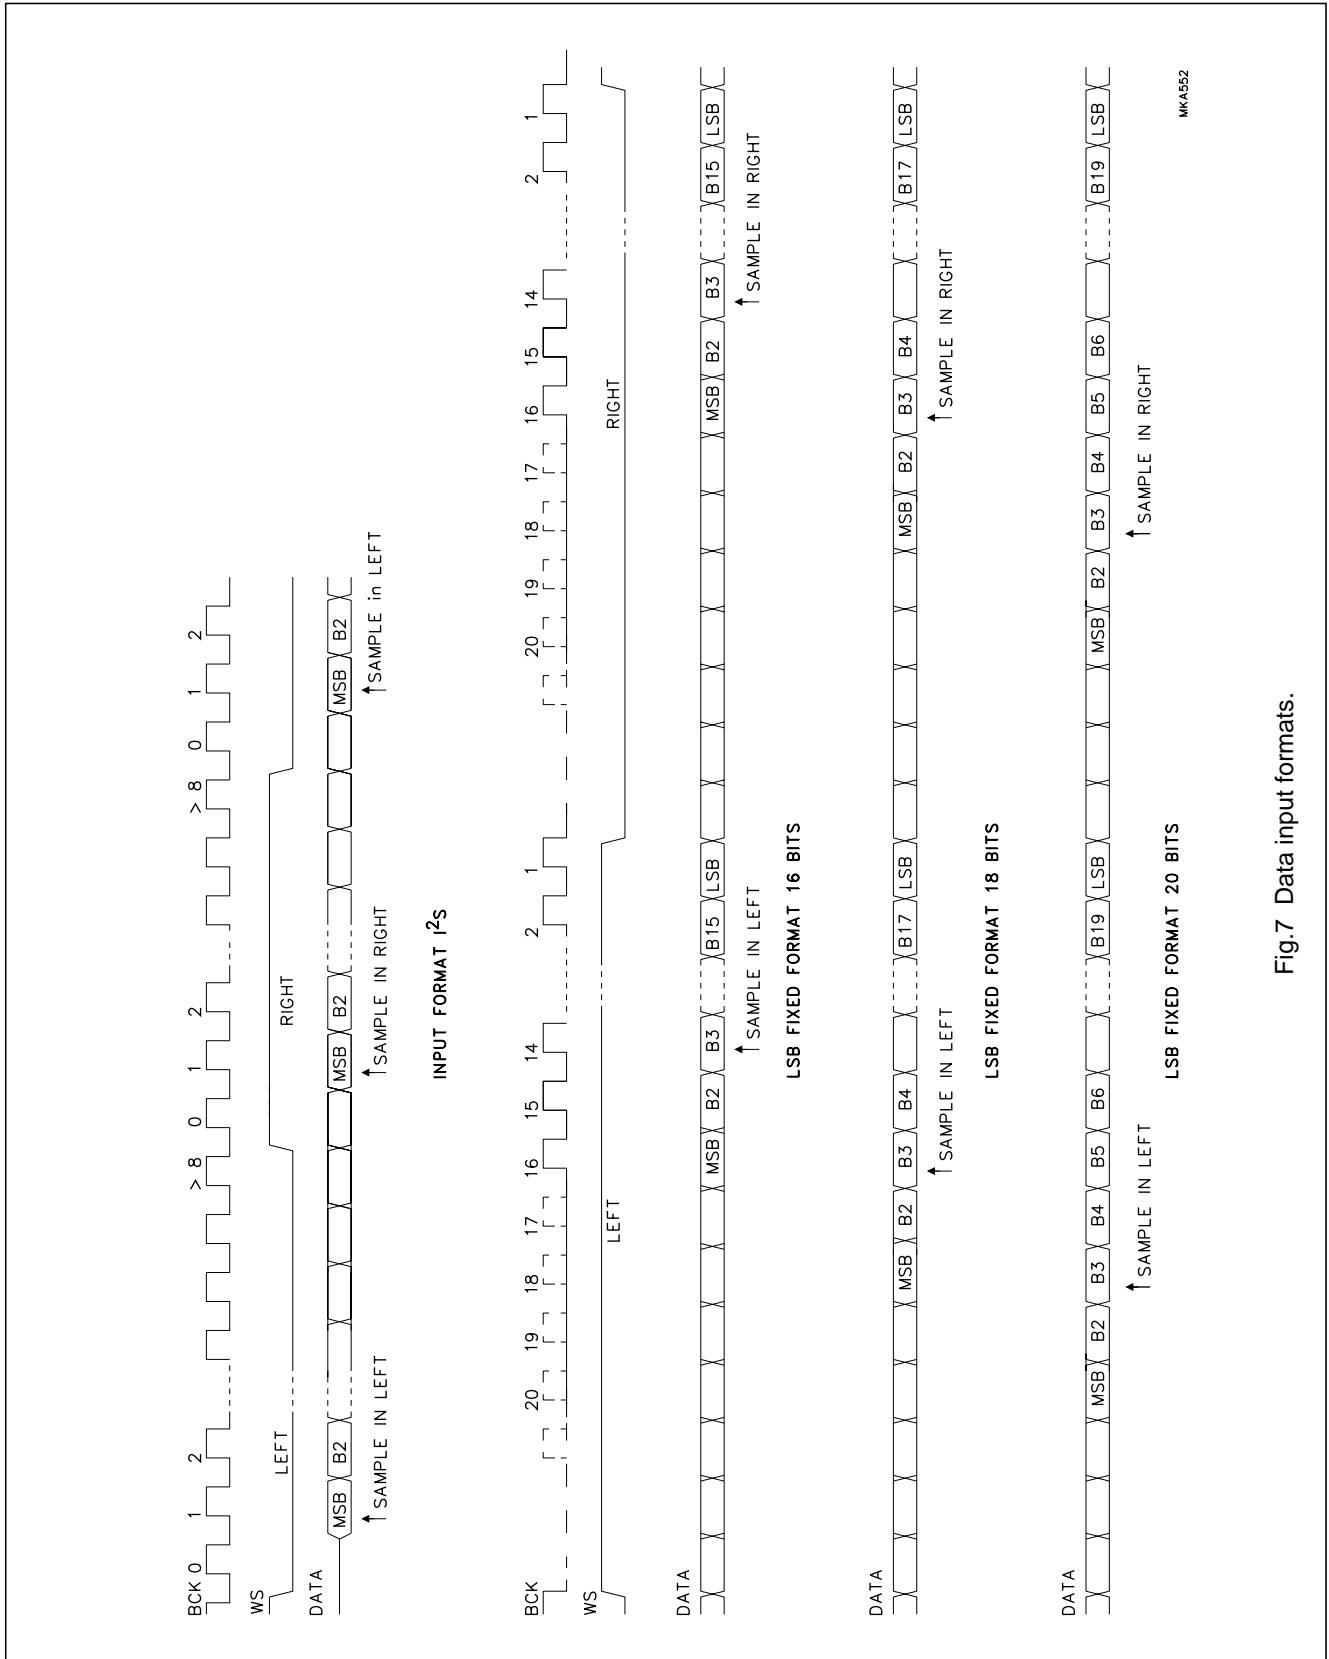 BCK 0 1 2 >8 0 1 2 >8 0 1 2
WS LEFT RIGHT
DATA MSB B2 MSB B2 MSB B2
SAMPLE IN LEFT SAMPLE IN RIGHT SAMPLE in LEFT
INPUT FORMAT I²S
BCK 20 19 18 17 16 15 14 2 1 20 19 18 17 16 15 14 2 1
WS LEFT RIGHT
DATA MSB B2 B3 B15 LSB MSB B2 B3 B15 LSB
SAMPLE IN LEFT SAMPLE IN RIGHT
LSB FIXED FORMAT 16 BITS
DATA MSB B2 B3 B4 B17 LSB MSB B2 B3 B4 B17 LSB
SAMPLE IN LEFT SAMPLE IN RIGHT
LSB FIXED FORMAT 18 BITS
DATA MSB B2 B3 B4 B5 B6 B19 LSB MSB B2 B3 B4 B5 B6 B19 LSB
SAMPLE IN LEFT SAMPLE IN RIGHT
LSB FIXED FORMAT 20 BITS
MKA552
Fig.7 Data input formats.